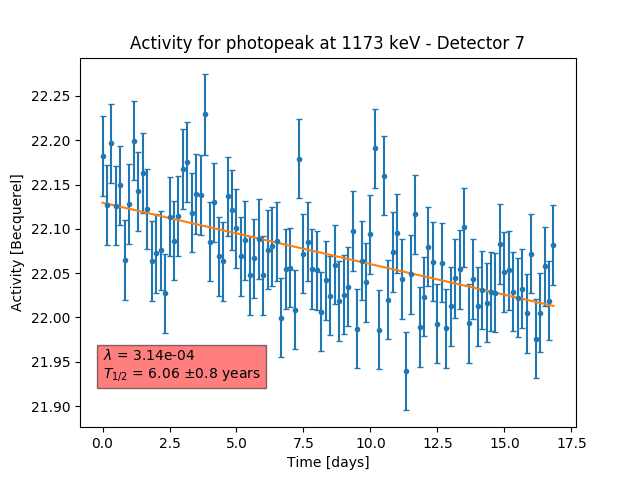 Activity for photopeak at 1173 keV - Detector 7
Activity [Becquerel]
22.25
22.20
22.15
22.10
22.05
22.00
21.95
21.90
λ = 3.14e-04
T1/2 = 6.06 ±0.8 years
0.0 2.5 5.0 7.5 10.0 12.5 15.0 17.5
Time [days]